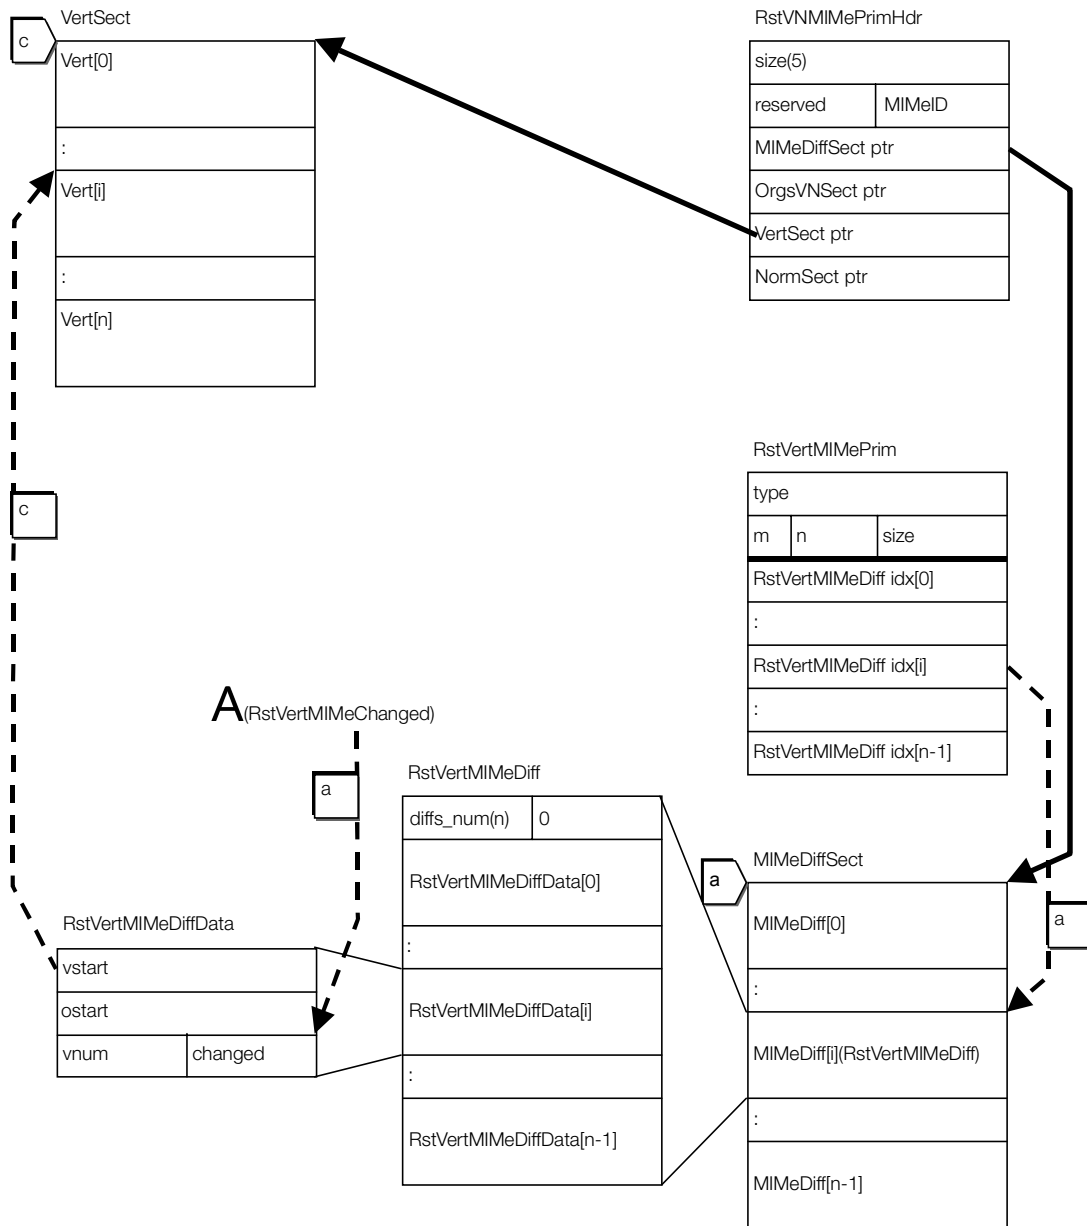 VertSect
c
Vert[0]
:
Vert[i]
:
Vert[n]
RstVNMIMePrimHdr
size(5)
reserved MIMeID
MIMeDiffSect ptr
OrgsVNSect ptr
VertSect ptr
NormSect ptr
c
RstVertMIMePrim
type
m n size
RstVertMIMeDiff idx[0]
:
RstVertMIMeDiff idx[i]
:
RstVertMIMeDiff idx[n-1]
A(RstVertMIMeChanged)
a
RstVertMIMeDiff
diffs_num(n) 0
RstVertMIMeDiffData[0]
:
RstVertMIMeDiffData[i]
:
RstVertMIMeDiffData[n-1]
RstVertMIMeDiffData
vstart
ostart
vnum changed
MIMeDiffSect
a
MIMeDiff[0]
:
MIMeDiff[i](RstVertMIMeDiff)
:
MIMeDiff[n-1]
a